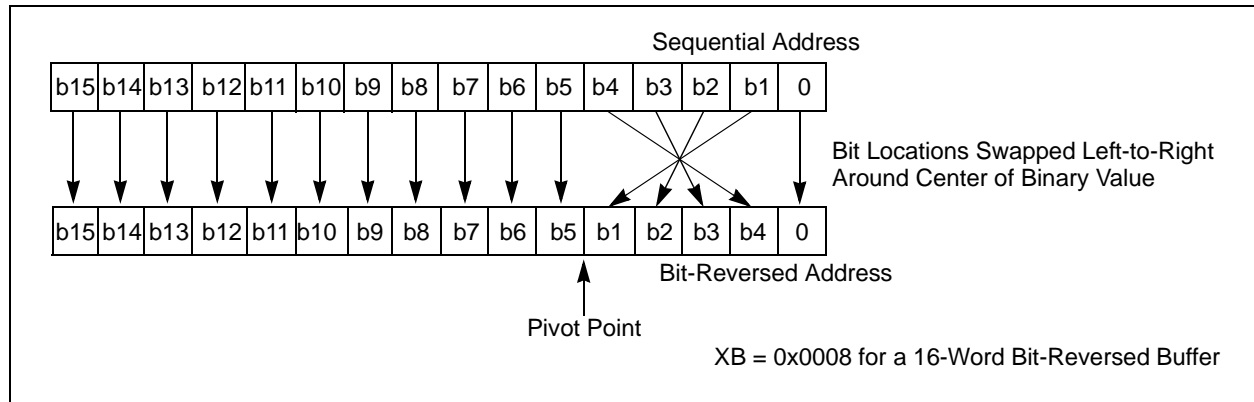 Sequential Address
b15 b14 b13 b12 b11 b10 b9 b8 b7 b6 b5 b4 b3 b2 b1 0
Bit Locations Swapped Left-to-Right
Around Center of Binary Value
b15 b14 b13 b12 b11 b10 b9 b8 b7 b6 b5 b1 b2 b3 b4 0
Bit-Reversed Address
Pivot Point
XB = 0x0008 for a 16-Word Bit-Reversed Buffer